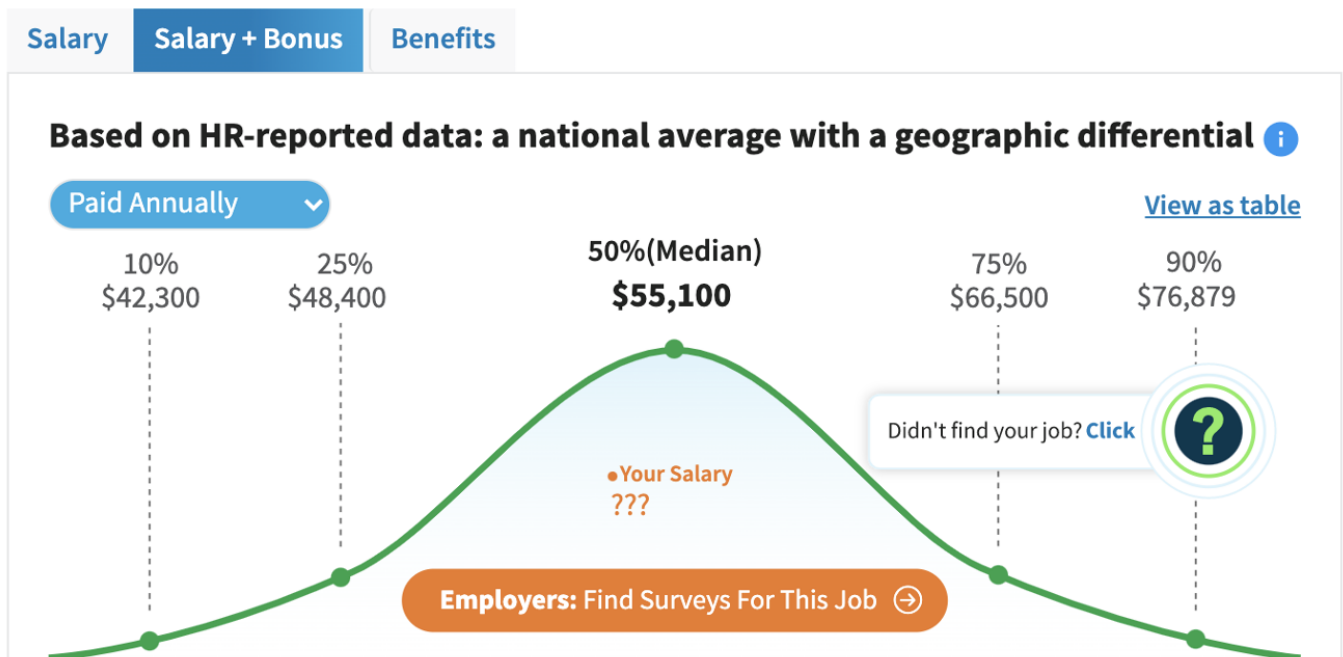 Salary
Salary + Bonus
Benefits
Based on HR-reported data: a national average with a geographic differential
i
Paid Annually
View as table
10%
$42,300
25%
$48,400
50%(Median)
$55,100
75%
$66,500
90%
$76,879
Didn't find your job? Click
?
Your Salary
???
Employers: Find Surveys For This Job